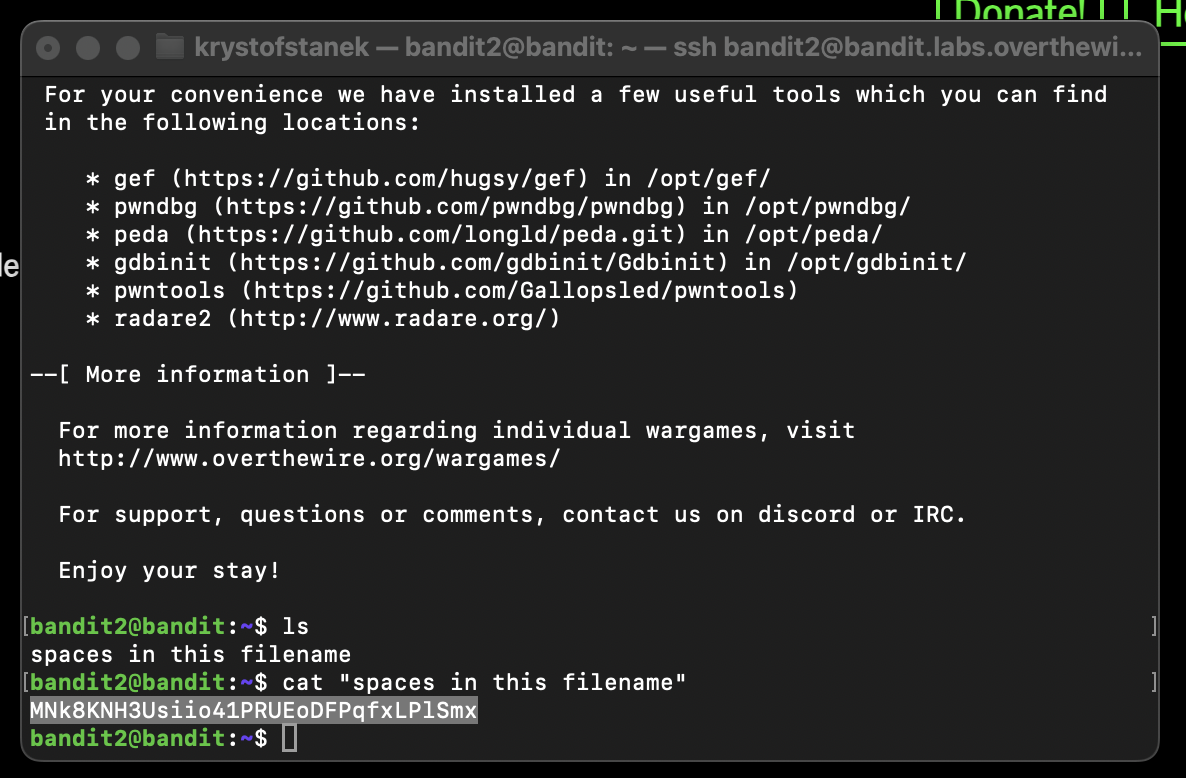 Donate!
krystofstanek — bandit2@bandit: ~ — ssh bandit2@bandit.labs.overthewi...
For your convenience we have installed a few useful tools which you can find
in the following locations:
* gef (https://github.com/hugsy/gef) in /opt/gef/
* pwndbg (https://github.com/pwndbg/pwndbg) in /opt/pwndbg/
* peda (https://github.com/longld/peda.git) in /opt/peda/
* gdbinit (https://github.com/gdbinit/Gdbinit) in /opt/gdbinit/
* pwntools (https://github.com/Gallopsled/pwntools)
* radare2 (http://www.radare.org/)
--[ More information ]--
For more information regarding individual wargames, visit
http://www.overthewire.org/wargames/
For support, questions or comments, contact us on discord or IRC.
Enjoy your stay!
[bandit2@bandit:~$ ls ]
spaces in this filename
[bandit2@bandit:~$ cat "spaces in this filename" ]
MNk8KNH3Usiio41PRUEoDFPqfxLPlSmx
bandit2@bandit:~$